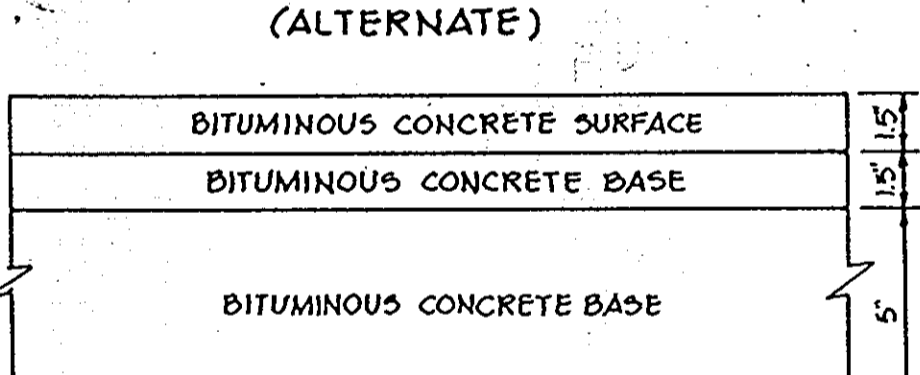 (ALTERNATE)
BITUMINOUS CONCRETE SURFACE
1.5"
BITUMINOUS CONCRETE BASE
1.5"
BITUMINOUS CONCRETE BASE
5"